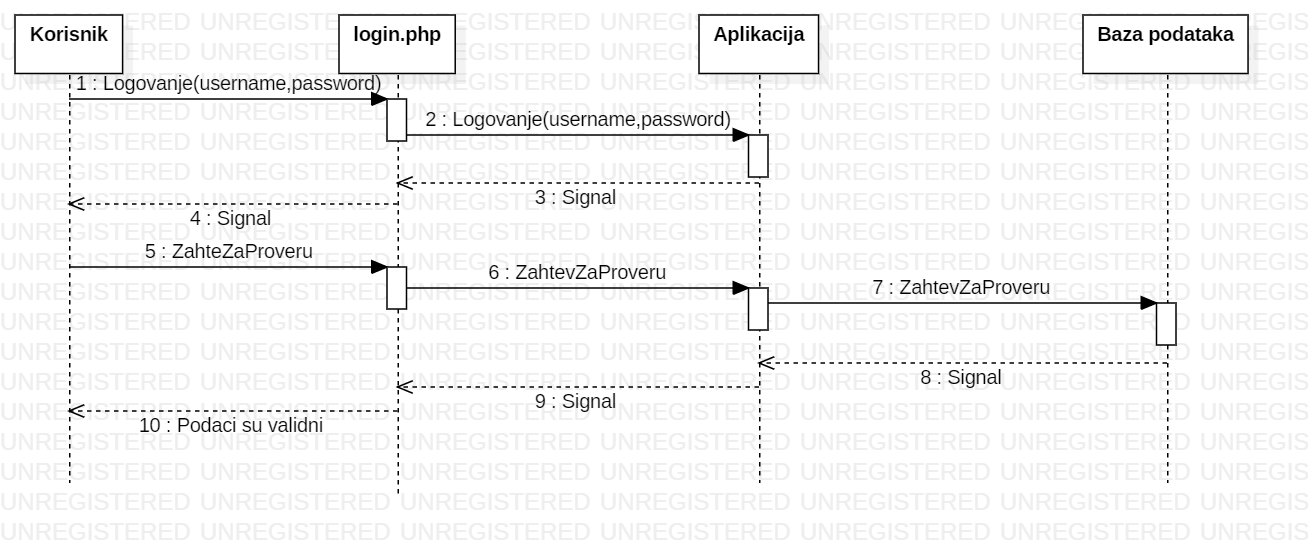 Korisnik
login.php
Aplikacija
Baza podataka
1 : Logovanje(username,password)
2 : Logovanje(username,password)
3 : Signal
4 : Signal
5 : ZahteZaProveru
6 : ZahtevZaProveru
7 : ZahtevZaProveru
8 : Signal
9 : Signal
10 : Podaci su validni
UNREGISTERED